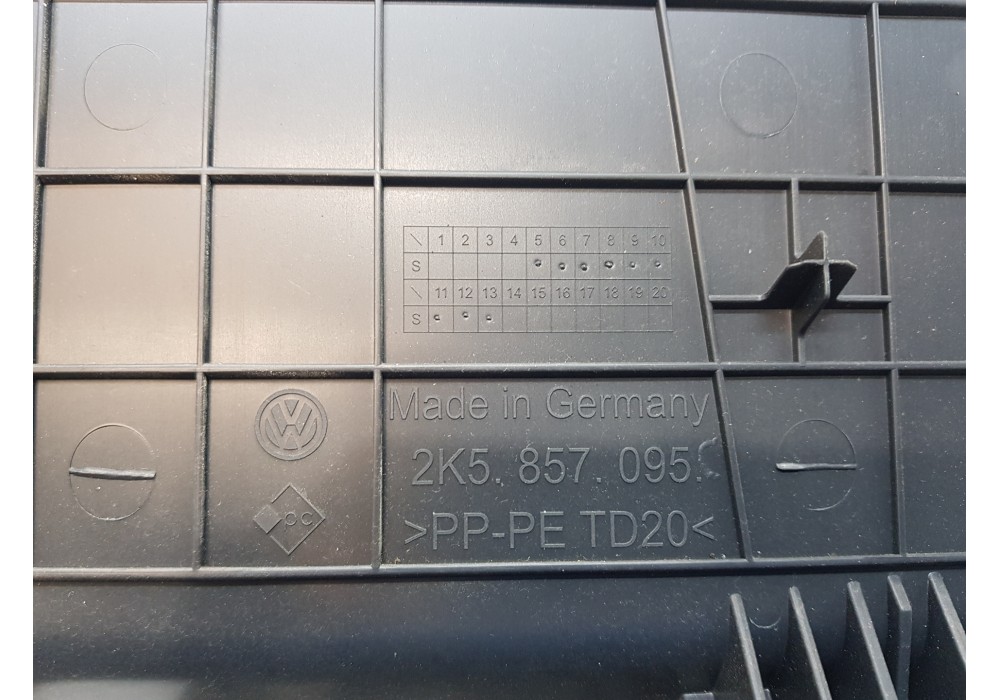 \ 1 2 3 4 5 6 7 8 9 10
S
\ 11 12 13 14 15 16 17 18 19 20
S
Made in Germany
2K5. 857. 095.C
pc
>PP-PE TD20<